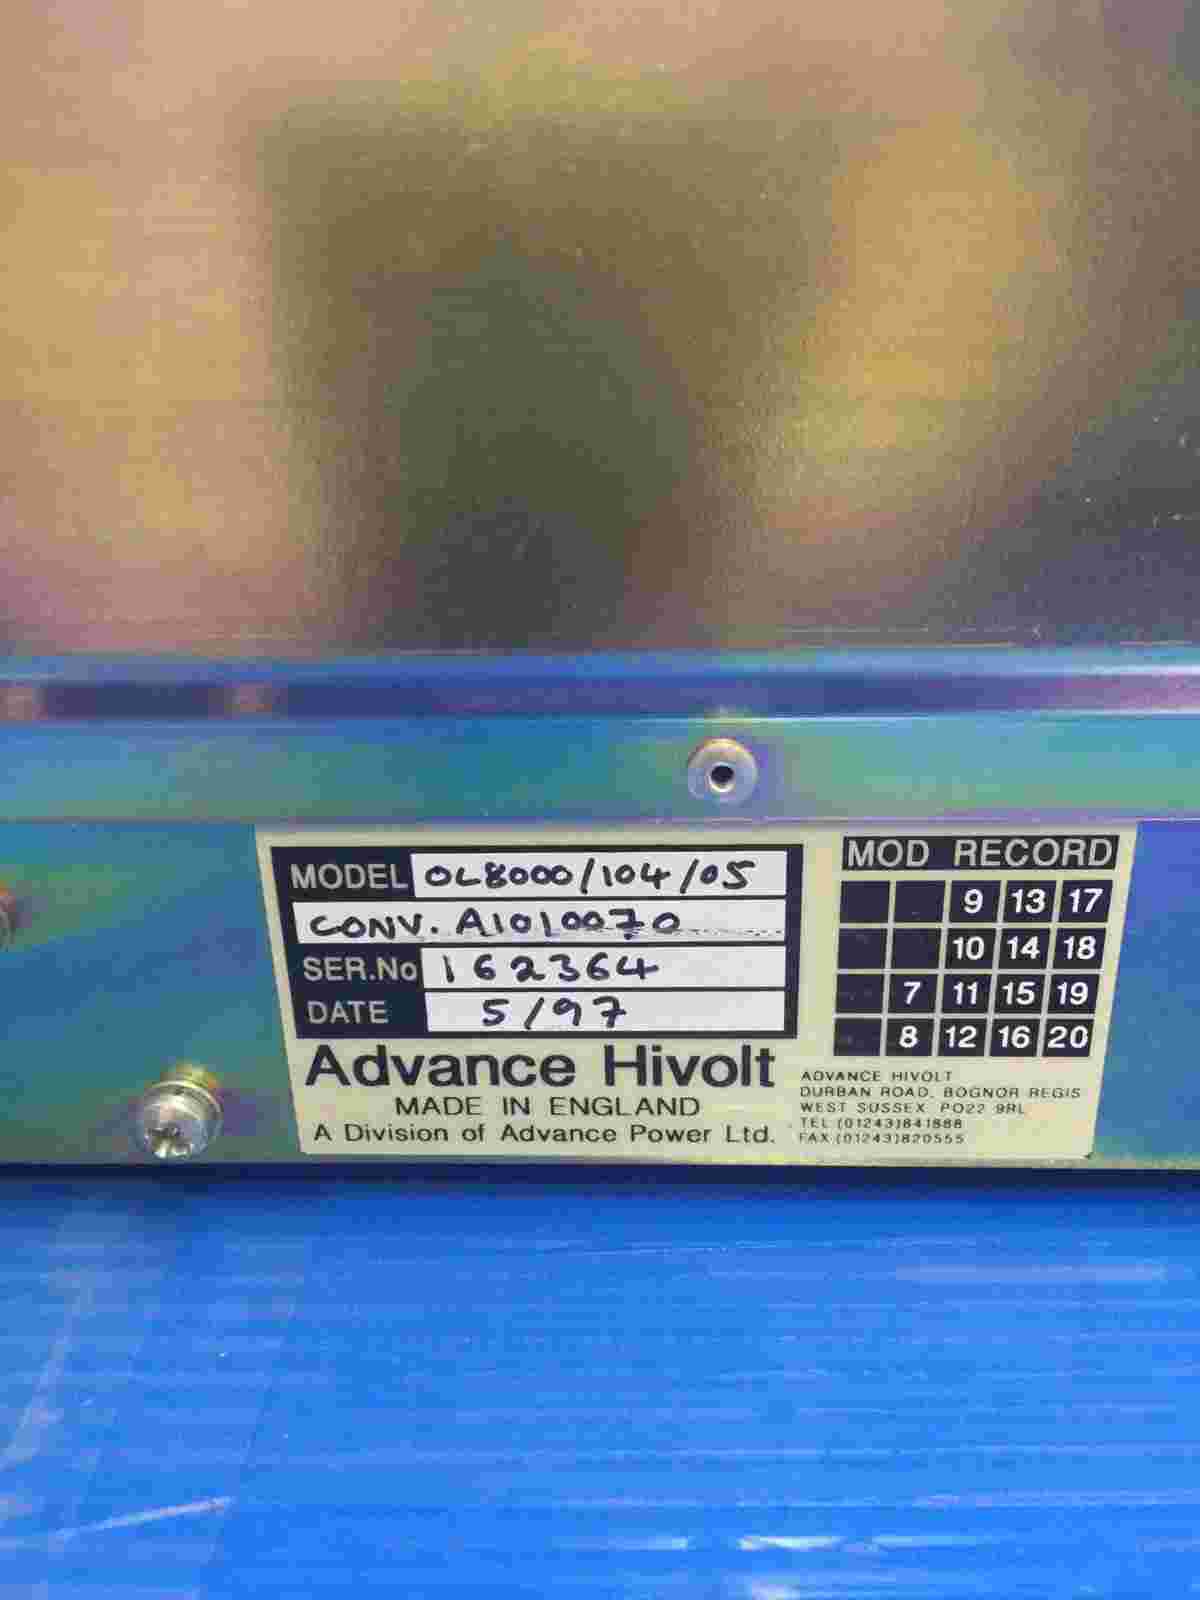 MODEL OL8000/104/05
CONV. A1010070
SER.No 162364
DATE 5/97
Advance Hivolt
MADE IN ENGLAND
A Division of Advance Power Ltd.
MOD RECORD
9 13 17
10 14 18
7 11 15 19
8 12 16 20
ADVANCE HIVOLT
DURBAN ROAD, BOGNOR REGIS
WEST SUSSEX PO22 9RL
TEL (01243)841888
FAX (01243)820555